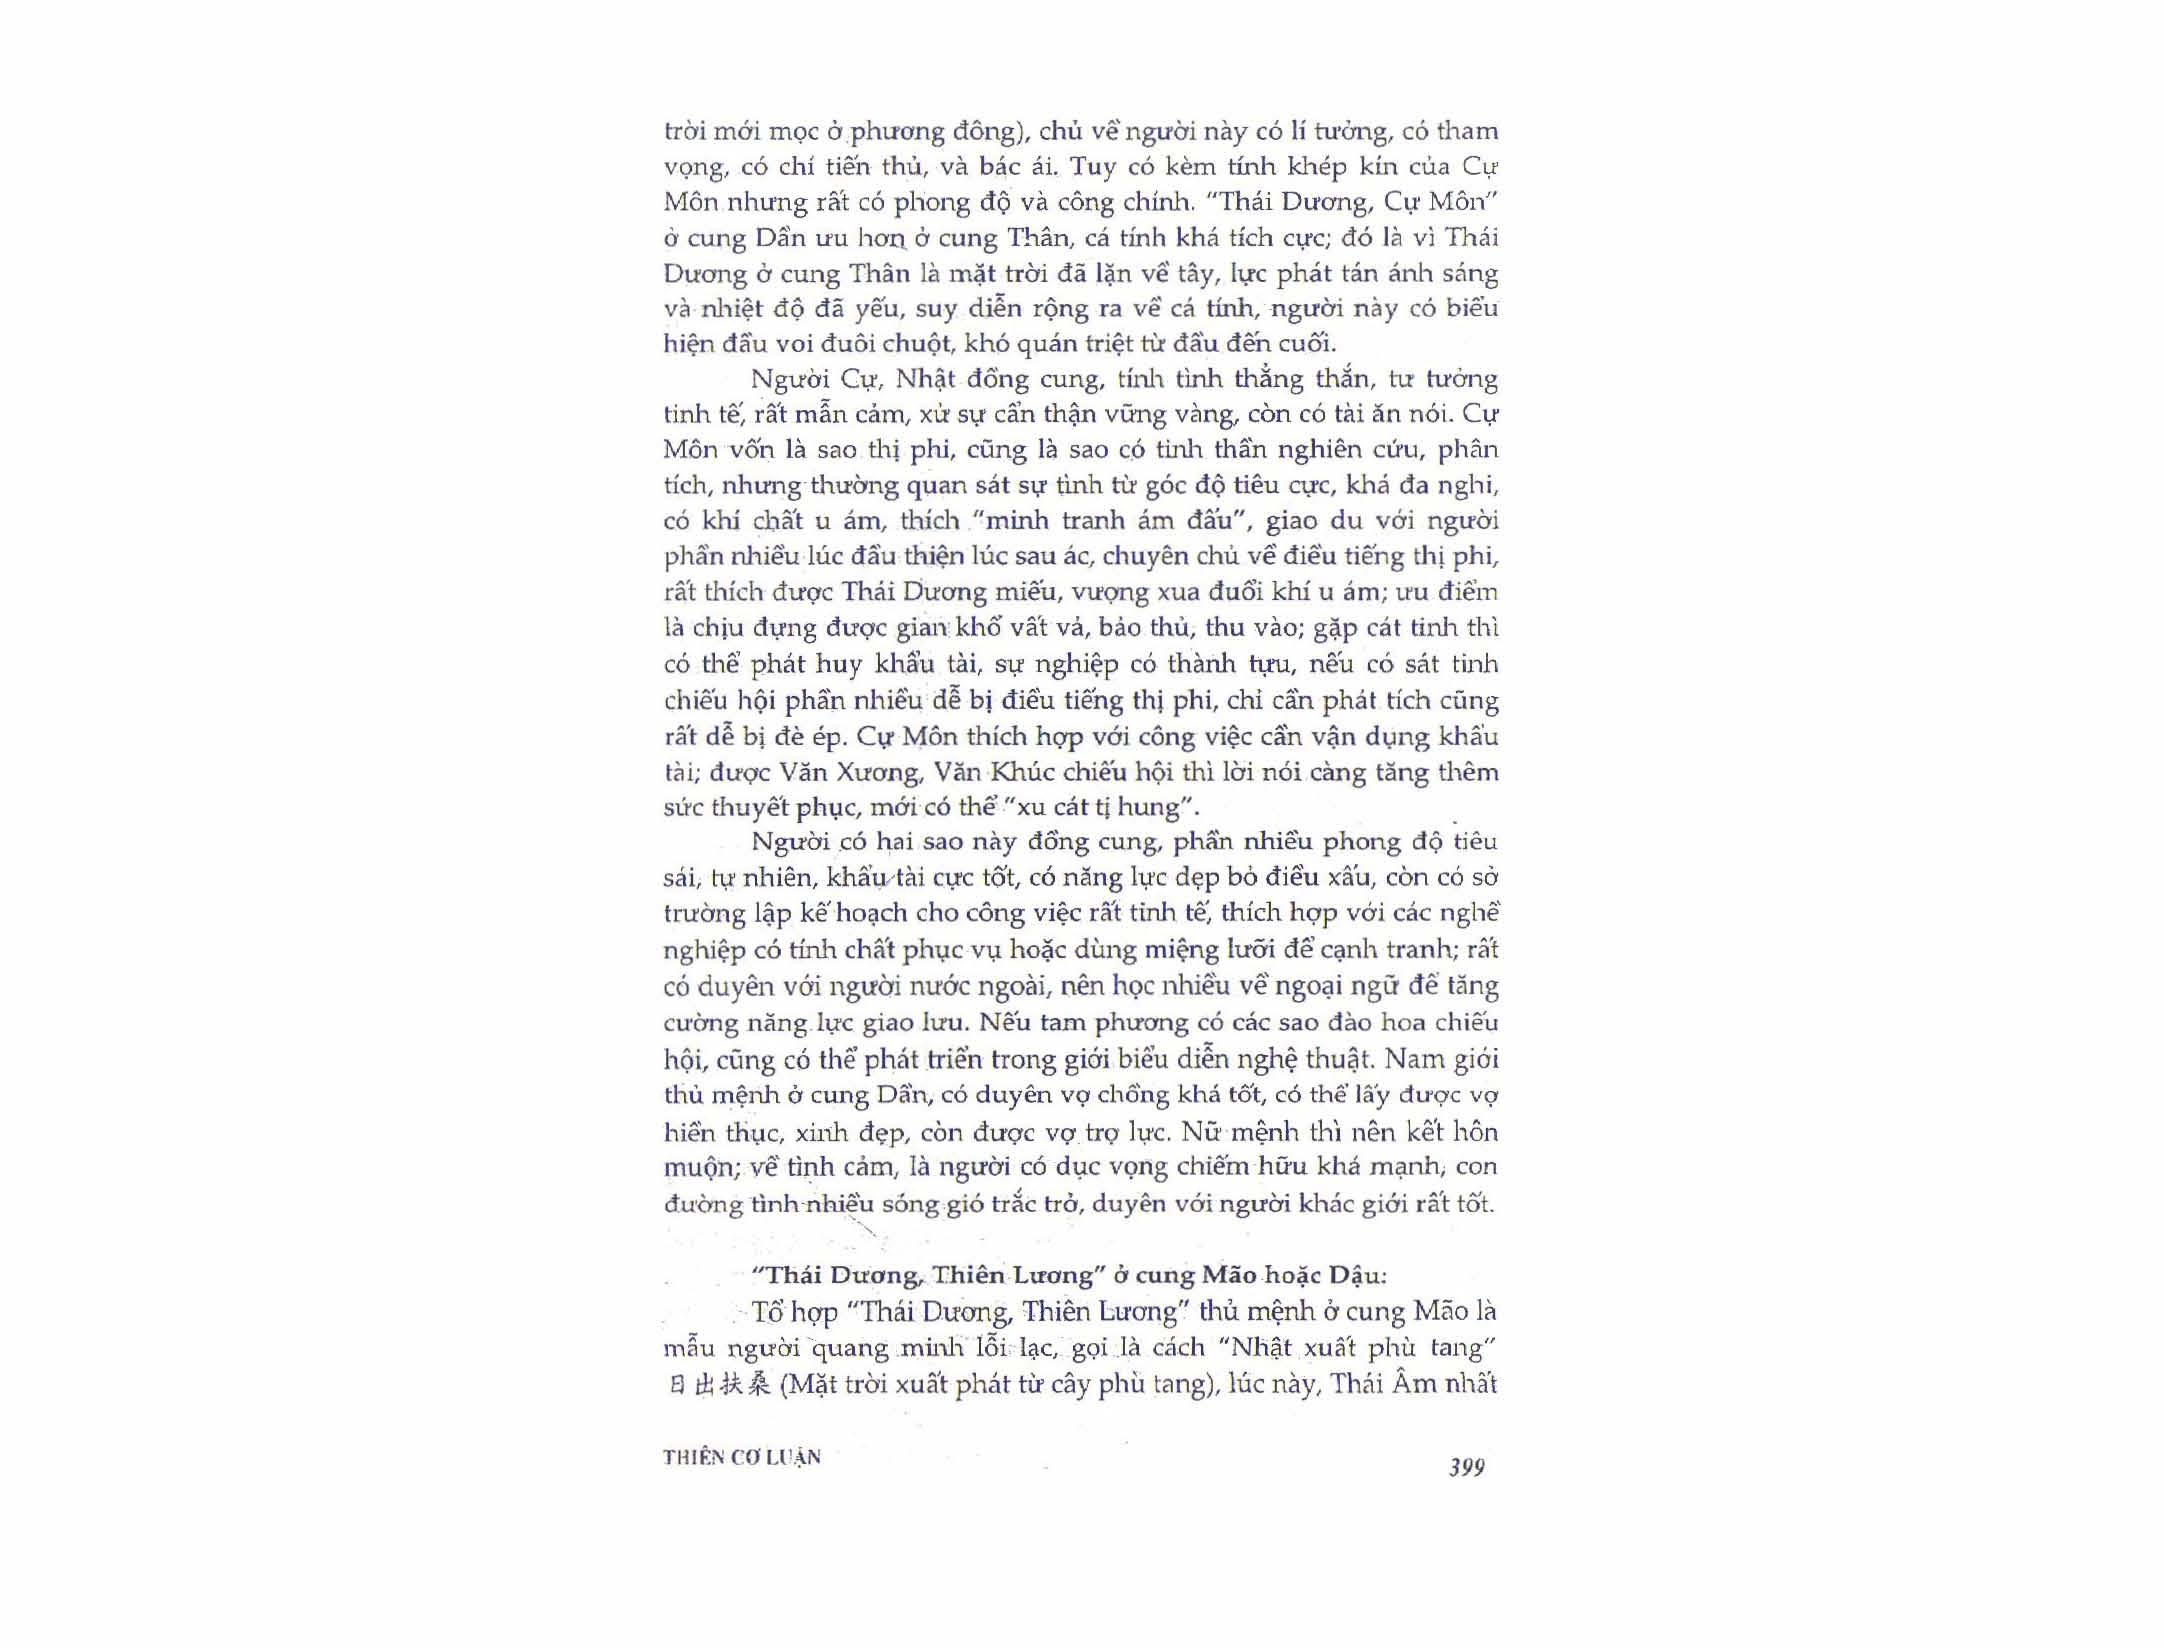 trời mới mọc ở phương đông), chủ về người này có lí tưởng, có tham
vọng, có chí tiến thủ, và bác ái. Tuy có kèm tính khép kín của Cự
Môn nhưng rất có phong độ và công chính. "Thái Dương, Cự Môn"
ở cung Dần ưu hơn ở cung Thân, cá tính khá tích cực; đó là vì Thái
Dương ở cung Thân là mặt trời đã lặn về tây, lực phát tán ánh sáng
và nhiệt độ đã yếu, suy diễn rộng ra về cá tính, người này có biểu
hiện đầu voi đuôi chuột, khó quán triệt từ đầu đến cuối.
Người Cự, Nhật đồng cung, tính tình thẳng thắn, tư tưởng
tinh tế, rất mẫn cảm, xử sự cẩn thận vững vàng, còn có tài ăn nói. Cự
Môn vốn là sao thị phi, cũng là sao có tinh thần nghiên cứu, phân
tích, nhưng thường quan sát sự tình từ góc độ tiêu cực, khá đa nghi,
có khí chất u ám, thích "minh tranh ám đấu", giao du với người
phần nhiều lúc đầu thiện lúc sau ác, chuyên chủ về điều tiếng thị phi,
rất thích được Thái Dương miếu, vượng xua đuổi khí u ám; ưu điểm
là chịu đựng được gian khổ vất vả, bảo thủ, thu vào; gặp cát tinh thì
có thể phát huy khẩu tài, sự nghiệp có thành tựu, nếu có sát tinh
chiếu hội phần nhiều dễ bị điều tiếng thị phi, chỉ cần phát tích cũng
rất dễ bị đè ép. Cự Môn thích hợp với công việc cần vận dụng khẩu
tài; được Văn Xương, Văn Khúc chiếu hội thì lời nói càng tăng thêm
sức thuyết phục, mới có thể "xu cát tị hung".
Người có hai sao này đồng cung, phần nhiều phong độ tiêu
sái, tự nhiên, khẩu tài cực tốt, có năng lực dẹp bỏ điều xấu, còn có sở
trường lập kế hoạch cho công việc rất tinh tế, thích hợp với các nghề
nghiệp có tính chất phục vụ hoặc dùng miệng lưỡi để cạnh tranh; rất
có duyên với người nước ngoài, nên học nhiều về ngoại ngữ để tăng
cường năng lực giao lưu. Nếu tam phương có các sao đào hoa chiếu
hội, cũng có thể phát triển trong giới biểu diễn nghệ thuật. Nam giới
thủ mệnh ở cung Dần, có duyên vợ chồng khá tốt, có thể lấy được vợ
hiền thục, xinh đẹp, còn được vợ trợ lực. Nữ mệnh thì nên kết hôn
muộn; về tình cảm, là người có dục vọng chiếm hữu khá mạnh, con
đường tình nhiều sóng gió trắc trở, duyên với người khác giới rất tốt.
"Thái Dương, Thiên Lương" ở cung Mão hoặc Dậu:
Tổ hợp "Thái Dương, Thiên Lương" thủ mệnh ở cung Mão là
mẫu người quang minh lỗi lạc, gọi là cách "Nhật xuất phù tang"
日出扶桑 (Mặt trời xuất phát từ cây phù tang), lúc này, Thái Âm nhất
THIÊN CƠ LUẬN
399